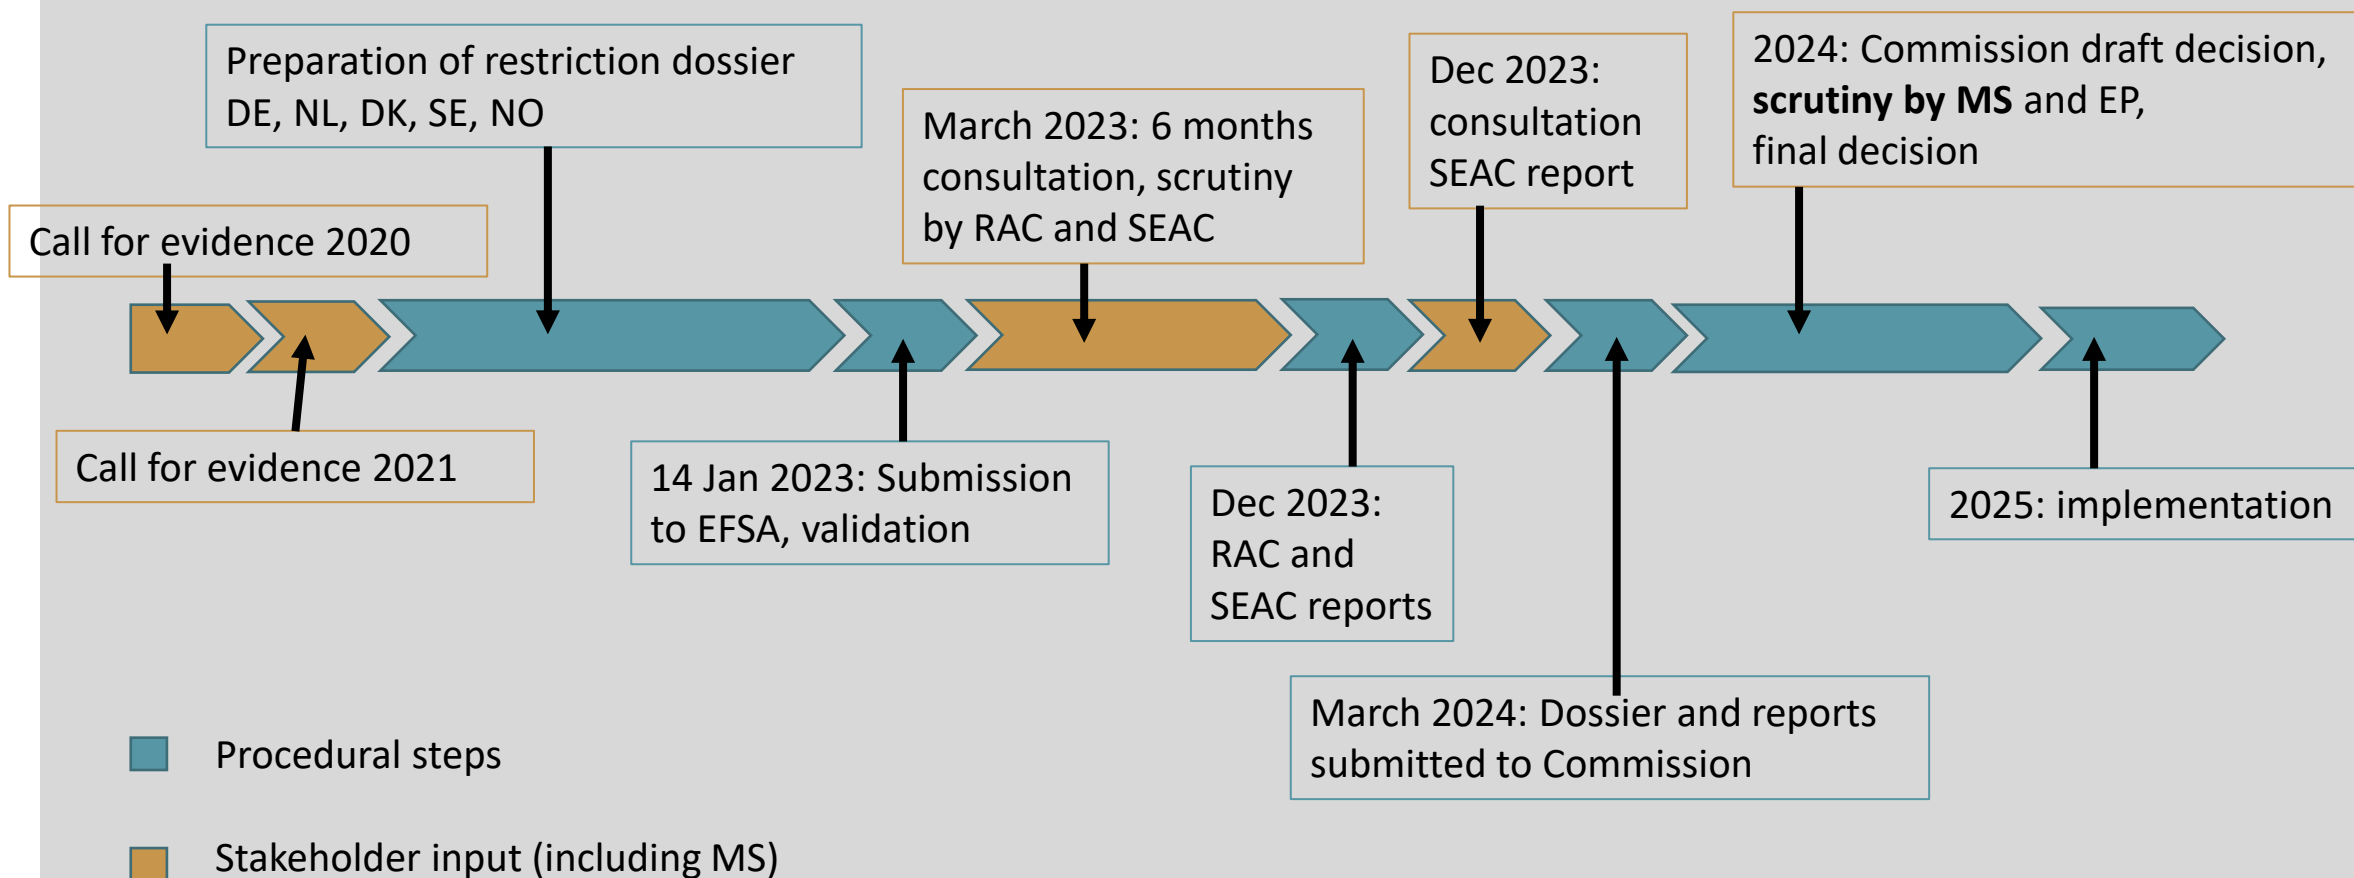 Preparation of restriction dossier
DE, NL, DK, SE, NO
Call for evidence 2020
March 2023: 6 months
consultation, scrutiny
by RAC and SEAC
Dec 2023:
consultation
SEAC report
2024: Commission draft decision,
scrutiny by MS and EP,
final decision
Call for evidence 2021
14 Jan 2023: Submission
to EFSA, validation
Dec 2023:
RAC and
SEAC reports
March 2024: Dossier and reports
submitted to Commission
2025: implementation
Procedural steps
Stakeholder input (including MS)